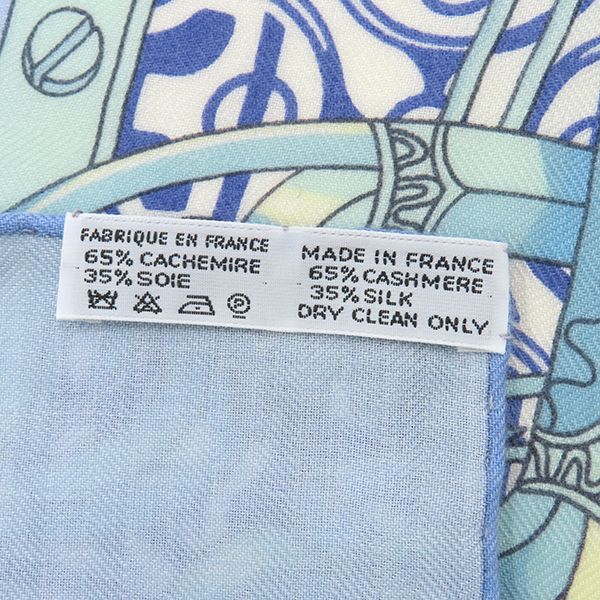 FABRIQUE EN FRANCE
65% CACHEMIRE
35% SOIE
MADE IN FRANCE
65% CASHMERE
35% SILK
DRY CLEAN ONLY